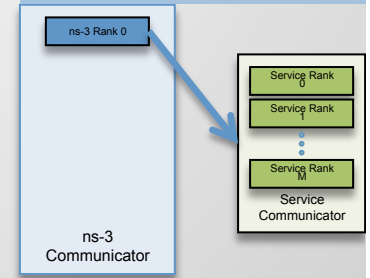 ns-3 Rank 0
Service Rank
0
Service Rank
1
Service Rank
M
Service
Communicator
ns-3
Communicator